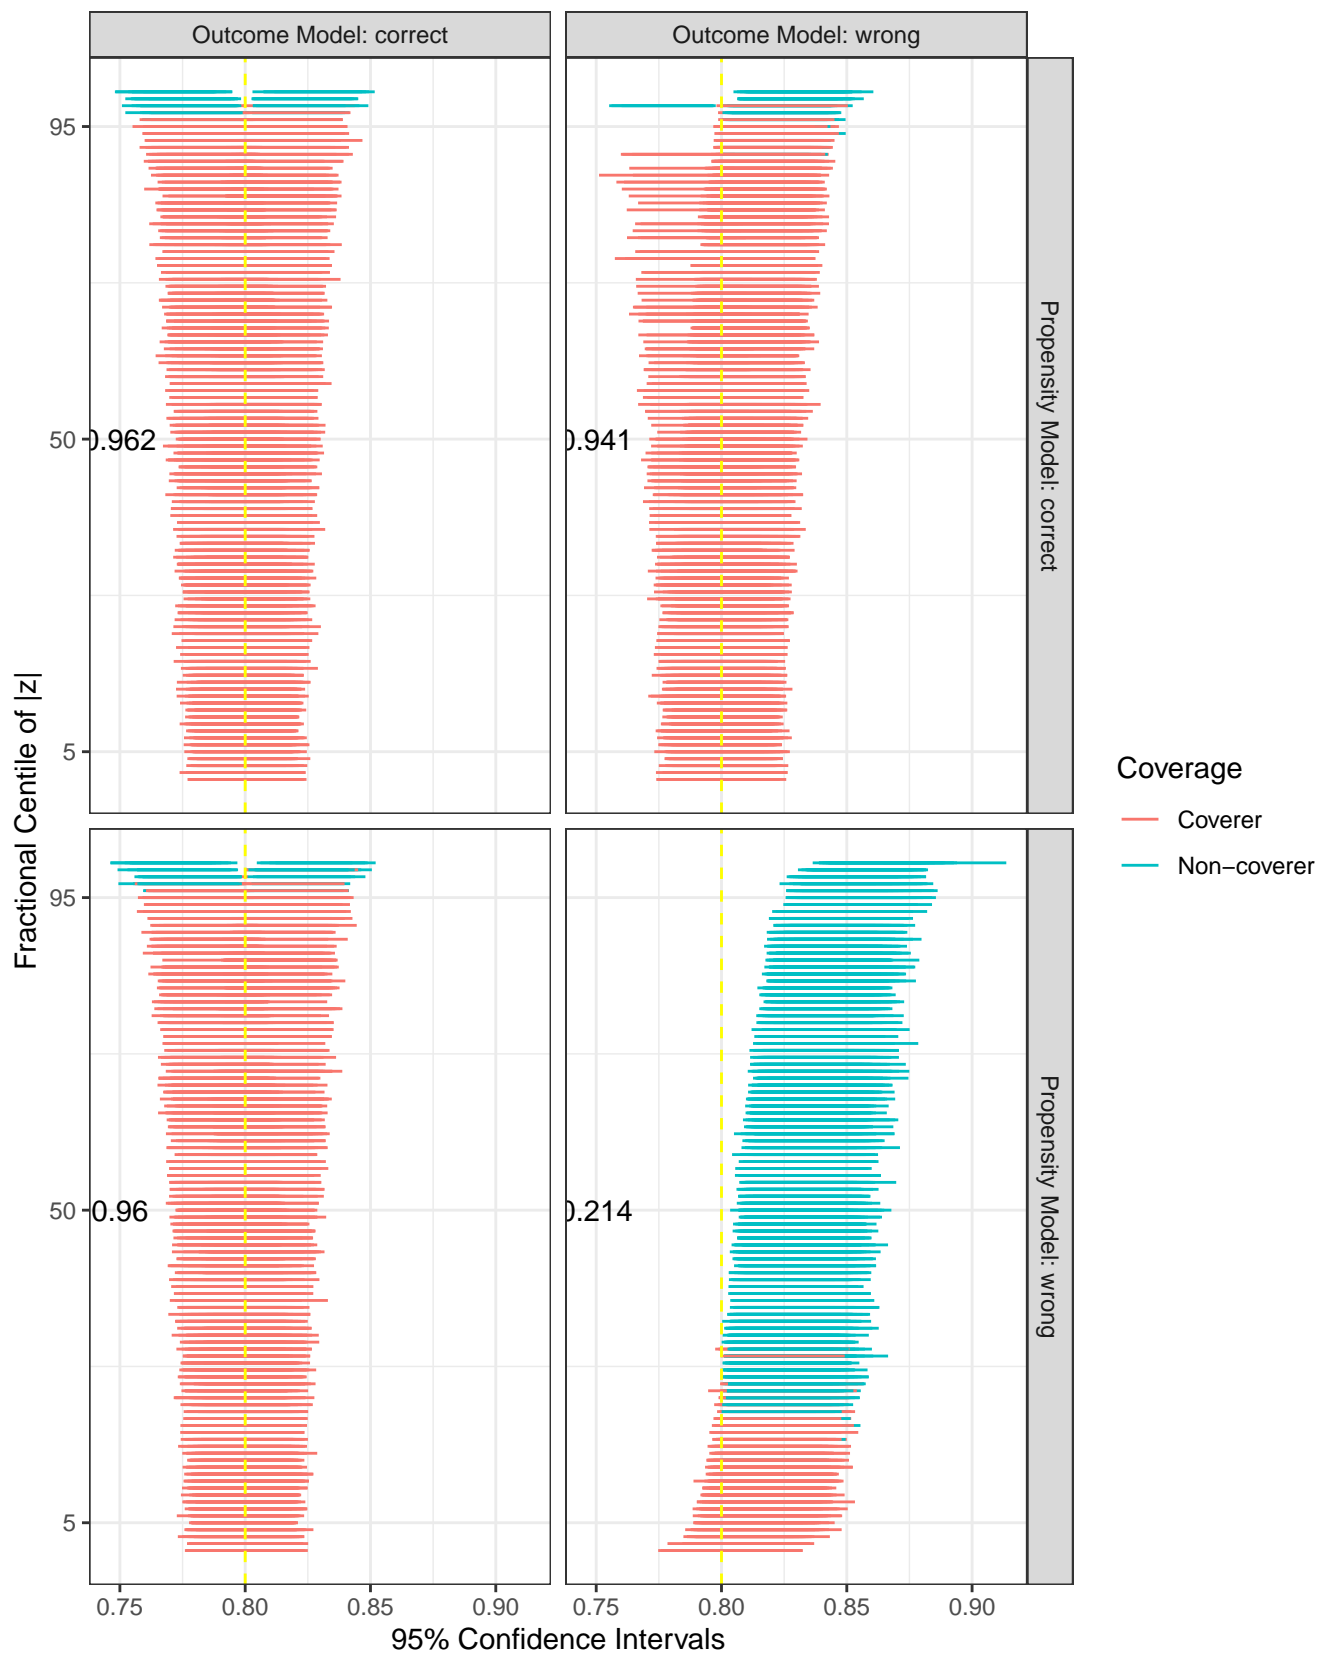 Outcome Model: correct
Outcome Model: wrong
Propensity Model: correct
Propensity Model: wrong
Fractional Centile of |z|
95
50
5
0.962
0.941
95
50
5
0.96
0.214
0.75 0.80 0.85 0.90
0.75 0.80 0.85 0.90
95% Confidence Intervals
Coverage
Coverer
Non−coverer